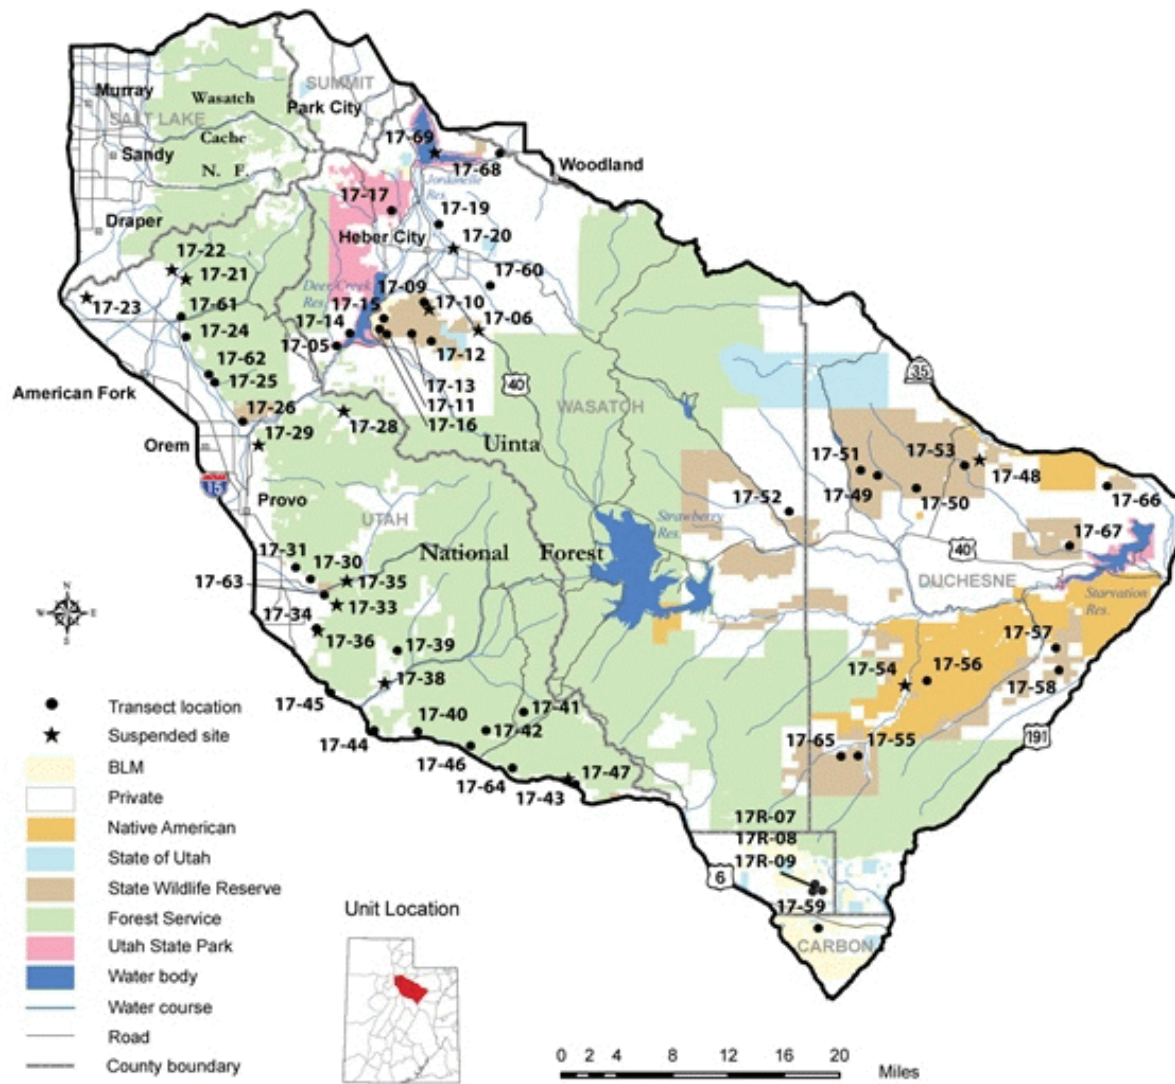 SUMMIT
Murray
Wasatch
Park City
SALT LAKE
Cache
17-69
Sandy
Woodland
N. F.
17-68
Jordanelle
Res.
17-17
17-19
Draper
Heber City
17-20
17-22
17-21
17-60
17-23
17-61
Deer Creek
Res.
17-09
17-15
17-10
17-06
17-24
17-14
17-05
17-12
17-62
17-25
17-13
17-11
17-16
40
35
American Fork
17-26
17-28
WASATCH
Orem
17-29
Uinta
15
17-51
17-53
17-48
17-49
17-50
17-66
Provo
UTAH
17-52
Strawberry
Res.
17-67
National Forest
40
17-31
17-30
17-63
17-35
DUCHESNE
Starvation
Res.
17-34
17-33
17-36
17-39
17-57
17-54
17-56
17-58
17-38
17-45
17-40
17-41
17-42
17-44
17-46
17-65
17-55
191
17-64
17-47
17-43
17R-07
17R-08
17R-09
6
17-59
CARBON
N
W E
S
Transect location
Suspended site
BLM
Private
Native American
State of Utah
State Wildlife Reserve
Forest Service
Utah State Park
Water body
Water course
Road
County boundary
Unit Location
0 2 4 8 12 16 20
Miles